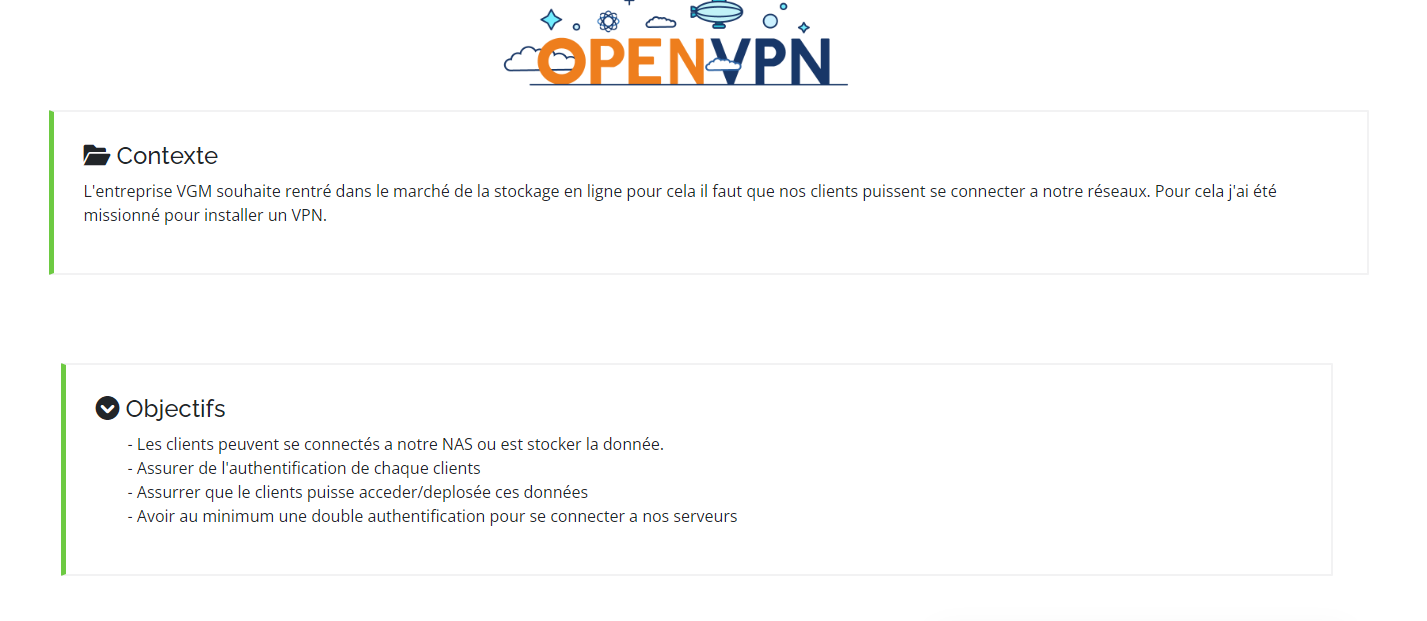 OPENVPN
Contexte
L'entreprise VGM souhaite rentré dans le marché de la stockage en ligne pour cela il faut que nos clients puissent se connecter a notre réseaux. Pour cela j'ai été
missionné pour installer un VPN.
Objectifs
- Les clients peuvent se connectés a notre NAS ou est stocker la donnée.
- Assurer de l'authentification de chaque clients
- Assurrer que le clients puisse acceder/deplosée ces données
- Avoir au minimum une double authentification pour se connecter a nos serveurs